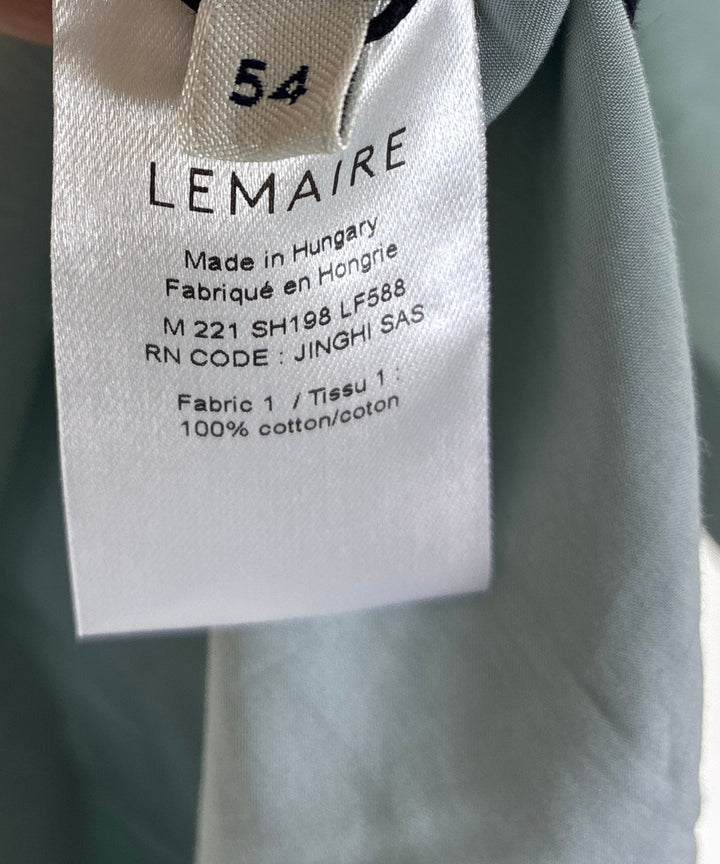 54
LEMAIRE
Made in Hungary
Fabriqué en Hongrie
M 221 SH198 LF588
RN CODE : JINGHI SAS
Fabric 1 / Tissu 1 :
100% cotton/coton